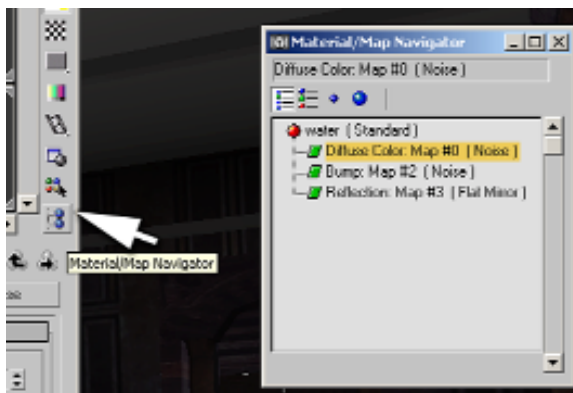 Material/Map Navigator
Diffuse Color: Map #0 ( Noise )
water ( Standard )
Diffuse Color: Map #0 ( Noise )
Bump: Map #2 ( Noise )
Reflection: Map #3 ( Flat Mirror )
Material/Map Navigator